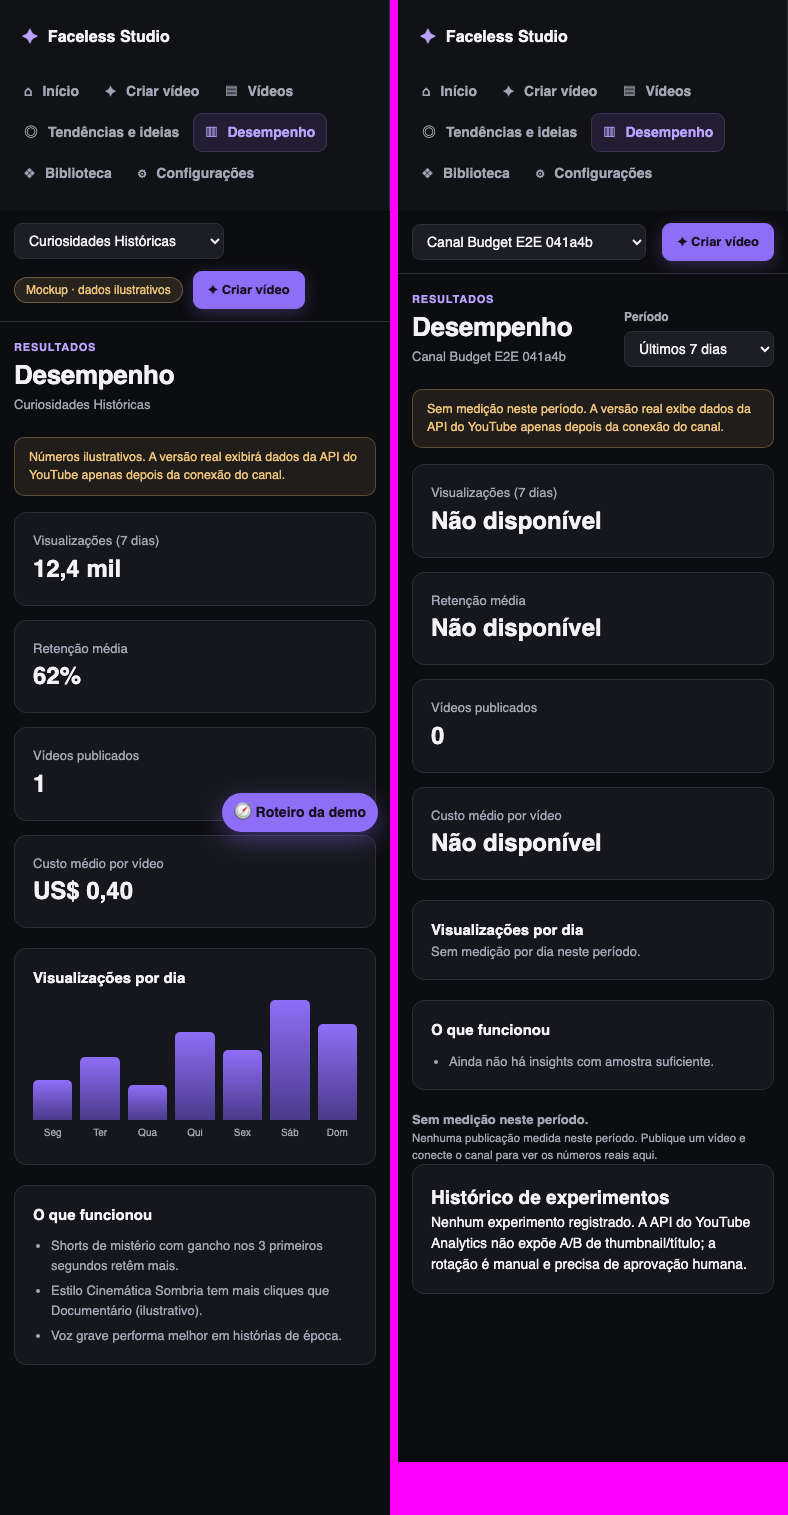 Faceless Studio
Início
Criar vídeo
Vídeos
Tendências e ideias
Desempenho
Biblioteca
Configurações
Curiosidades Históricas
Mockup · dados ilustrativos
Criar vídeo
RESULTADOS
Desempenho
Curiosidades Históricas
Números ilustrativos. A versão real exibirá dados da API do
YouTube apenas depois da conexão do canal.
Visualizações (7 dias)
12,4 mil
Retenção média
62%
Vídeos publicados
1
Roteiro da demo
Custo médio por vídeo
US$ 0,40
Visualizações por dia
Seg Ter Qua Qui Sex Sáb Dom
O que funcionou
• Shorts de mistério com gancho nos 3 primeiros
segundos retêm mais.
• Estilo Cinemática Sombria tem mais cliques que
Documentário (ilustrativo).
• Voz grave performa melhor em histórias de época.
Faceless Studio
Início
Criar vídeo
Vídeos
Tendências e ideias
Desempenho
Biblioteca
Configurações
Canal Budget E2E 041a4b
Criar vídeo
RESULTADOS
Desempenho
Canal Budget E2E 041a4b
Período
Últimos 7 dias
Sem medição neste período. A versão real exibe dados da
API do YouTube apenas depois da conexão do canal.
Visualizações (7 dias)
Não disponível
Retenção média
Não disponível
Vídeos publicados
0
Custo médio por vídeo
Não disponível
Visualizações por dia
Sem medição por dia neste período.
O que funcionou
• Ainda não há insights com amostra suficiente.
Sem medição neste período.
Nenhuma publicação medida neste período. Publique um vídeo e
conecte o canal para ver os números reais aqui.
Histórico de experimentos
Nenhum experimento registrado. A API do YouTube
Analytics não expõe A/B de thumbnail/título; a
rotação é manual e precisa de aprovação humana.